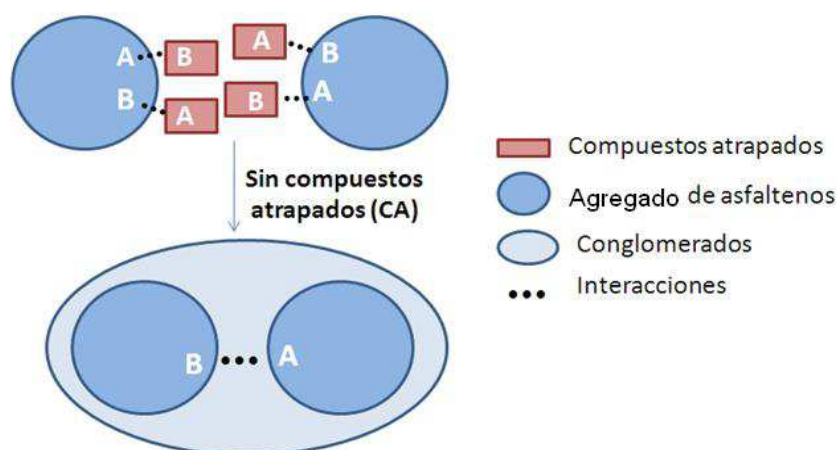 A B A B
B A B A
Sin compuestos
atrapados (CA)
B A
Compuestos atrapados
Agregado de asfaltenos
Conglomerados
Interacciones